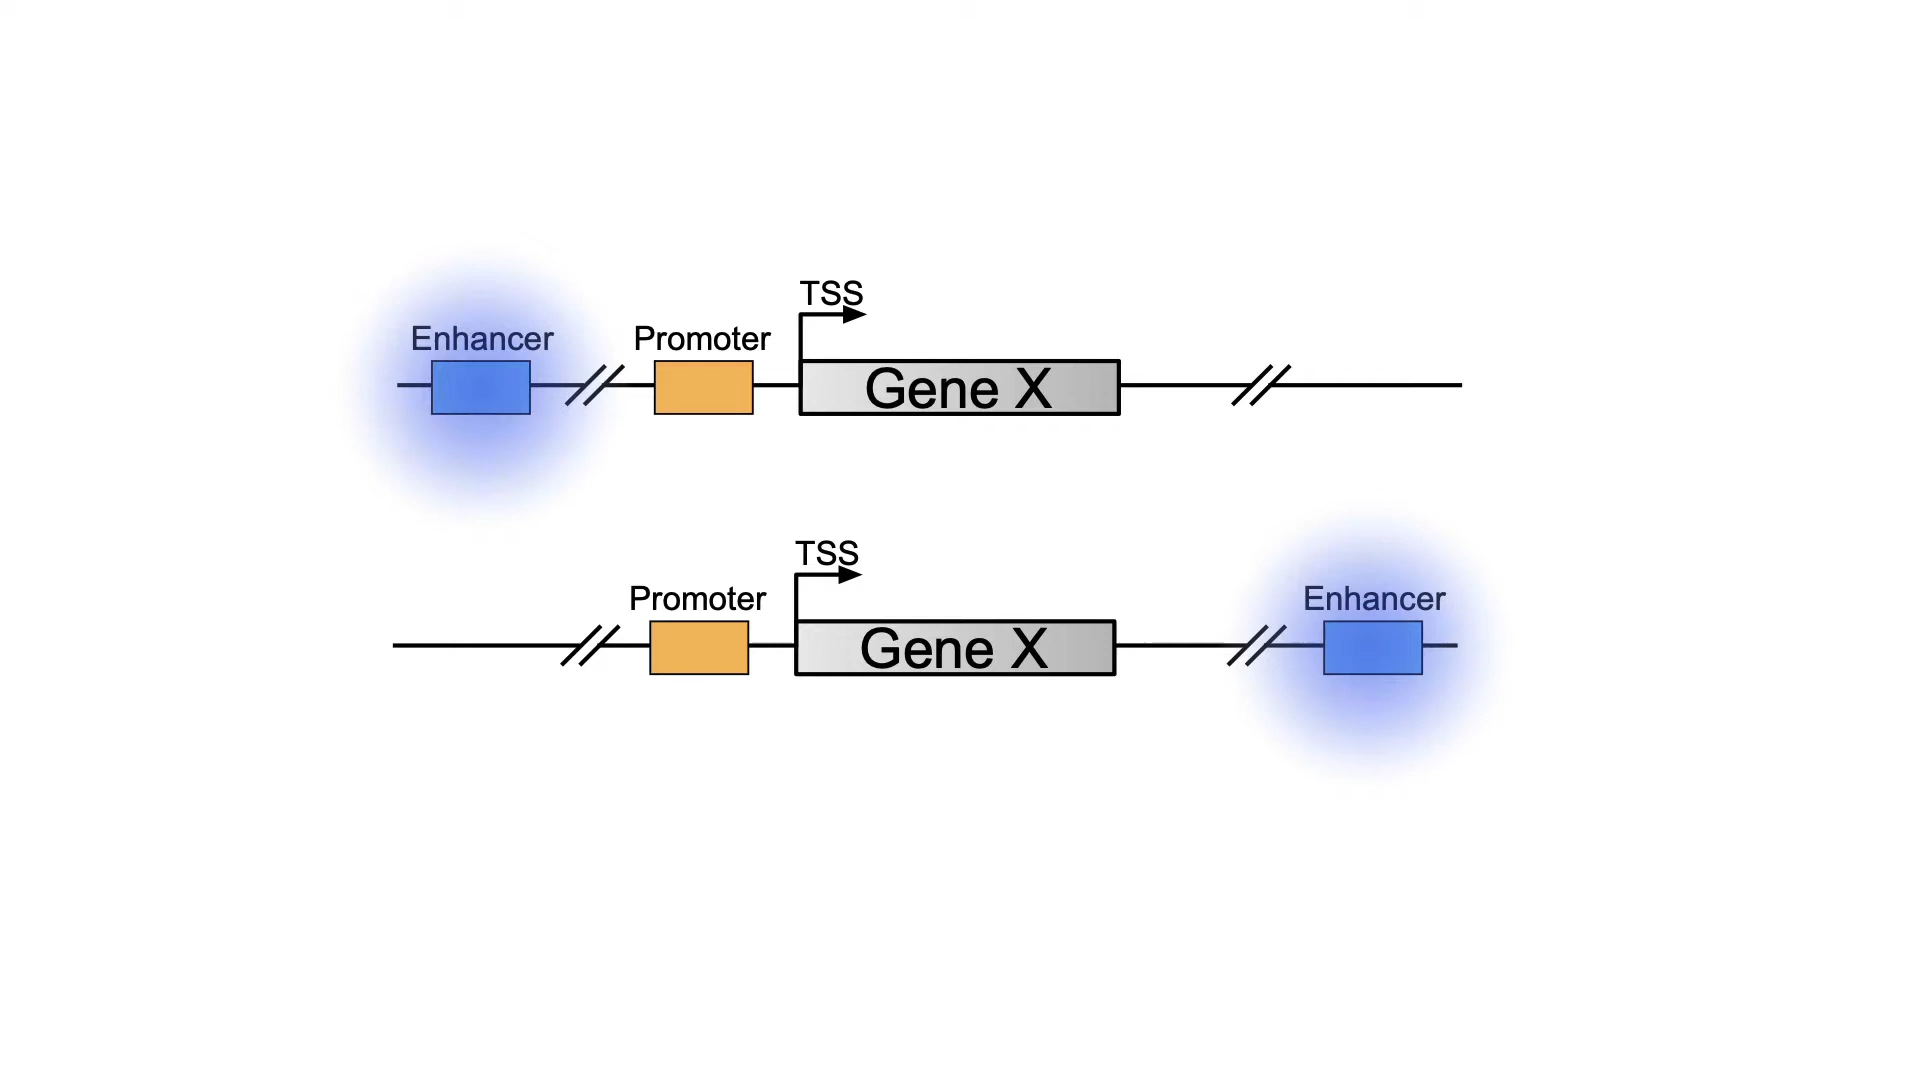 TSS
Enhancer
Promoter
Gene X
TSS
Promoter
Enhancer
Gene X